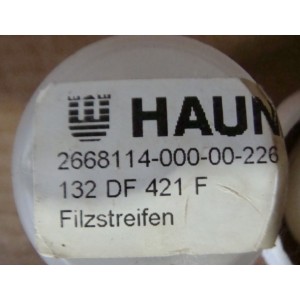 HAUN
2668114-000-00-226
132 DF 421 F
Filzstreifen